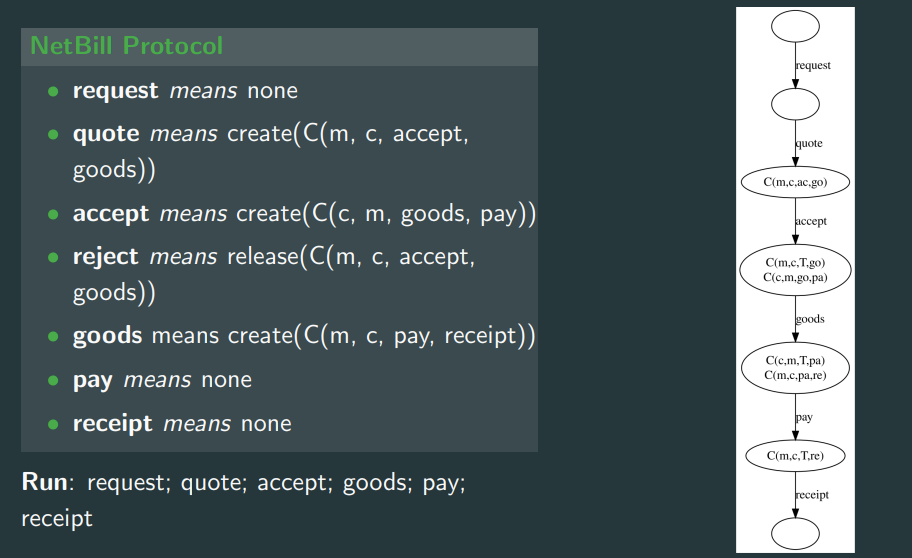 NetBill Protocol
• request means none
• quote means create(C(m, c, accept,
goods))
• accept means create(C(c, m, goods, pay))
• reject means release(C(m, c, accept,
goods))
• goods means create(C(m, c, pay, receipt))
• pay means none
• receipt means none
Run: request; quote; accept; goods; pay;
receipt
request
quote
C(m,c,ac,go)
accept
C(m,c,T,go)
C(c,m,go,pa)
goods
C(c,m,T,pa)
C(m,c,pa,re)
pay
C(m,c,T,re)
receipt